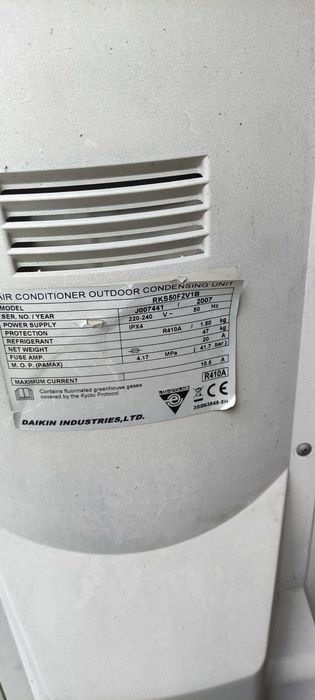 AIR CONDITIONER OUTDOOR CONDENSING UNIT
MODEL RKS50F2V1B
SER. NO. / YEAR J007441 / 2007
POWER SUPPLY 220-240 V ~ 50 Hz
PROTECTION IPX4
REFRIGERANT R410A / 1.50 kg
NET WEIGHT 47 kg
FUSE AMP. 20 A
M. O. P. (PAMAX) 4.17 MPa ( 41.7 bar)
MAXIMUM CURRENT 10.5 A
Contains fluorinated greenhouse gases
covered by the Kyoto Protocol
R410A
CE
DAIKIN INDUSTRIES,LTD.
3SB63848-5H